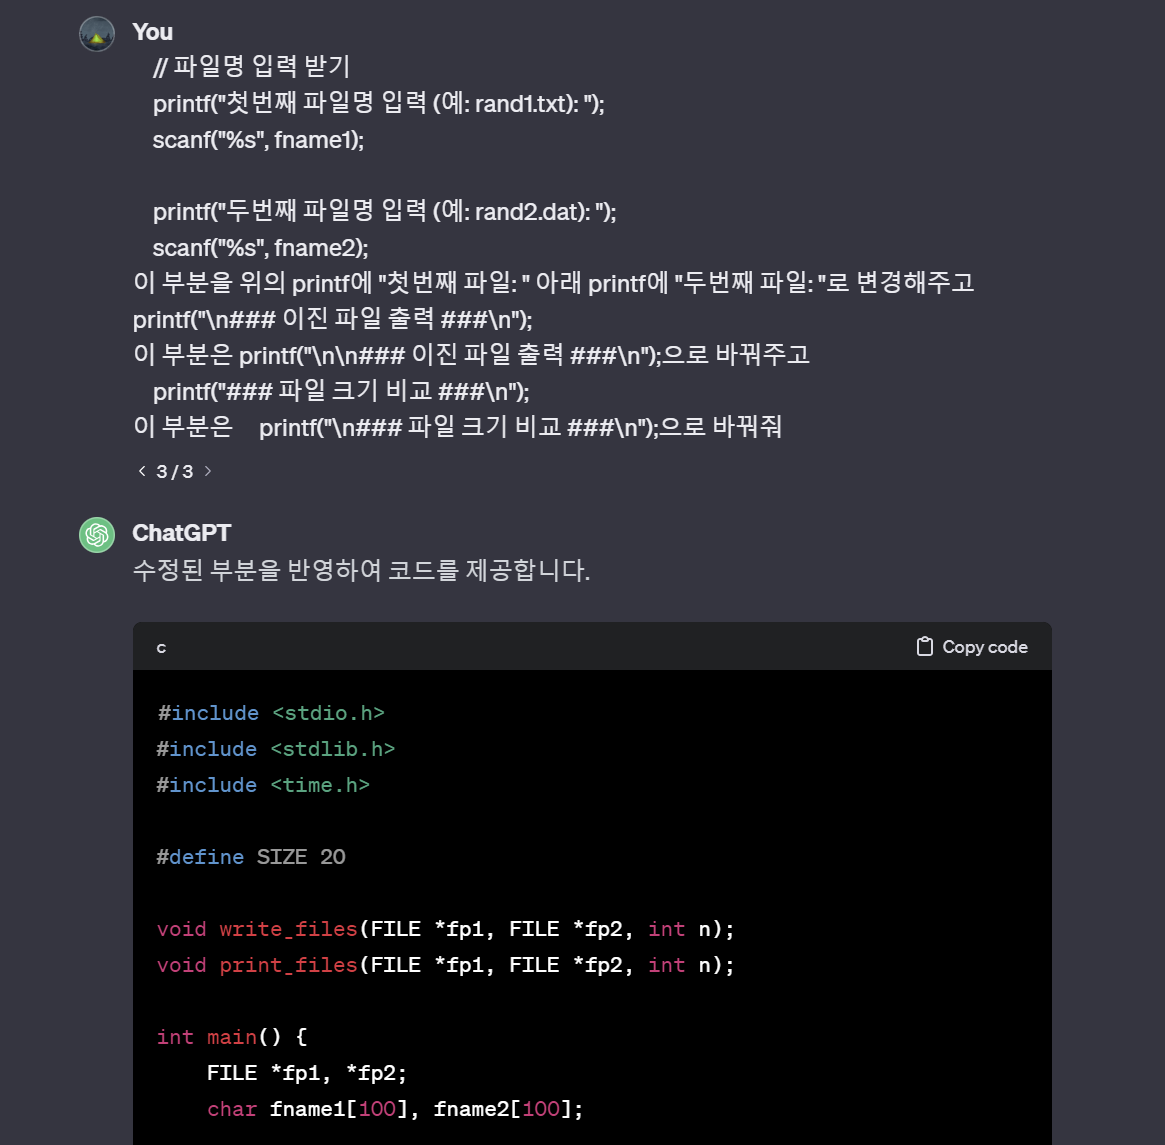 You
// 파일명 입력 받기
printf("첫번째 파일명 입력 (예: rand1.txt): ");
scanf("%s", fname1);
printf("두번째 파일명 입력 (예: rand2.dat): ");
scanf("%s", fname2);
이 부분을 위의 printf에 "첫번째 파일: " 아래 printf에 "두번째 파일: "로 변경해주고
printf("\n### 이진 파일 출력 ###\n");
이 부분은 printf("\n\n### 이진 파일 출력 ###\n");으로 바꿔주고
printf("### 파일 크기 비교 ###\n");
이 부분은 printf("\n### 파일 크기 비교 ###\n");으로 바꿔줘
< 3 / 3 >
ChatGPT
수정된 부분을 반영하여 코드를 제공합니다.
c Copy code
#include <stdio.h>
#include <stdlib.h>
#include <time.h>
#define SIZE 20
void write_files(FILE *fp1, FILE *fp2, int n);
void print_files(FILE *fp1, FILE *fp2, int n);
int main() {
FILE *fp1, *fp2;
char fname1[100], fname2[100];